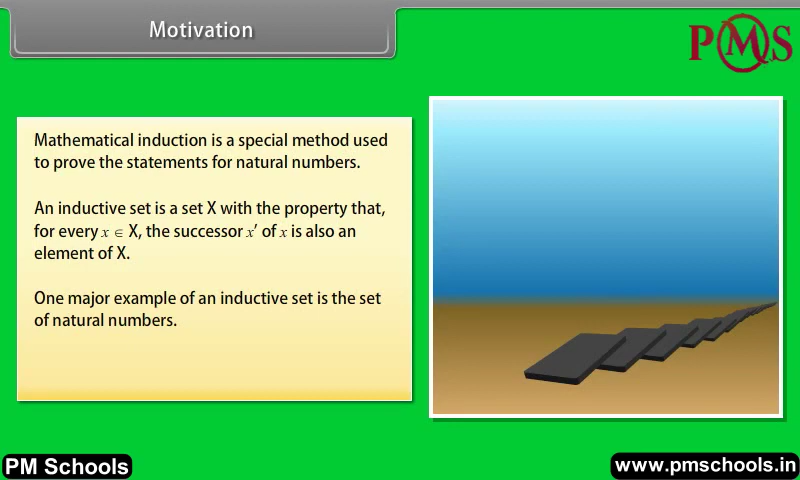 Motivation
PMS
Mathematical induction is a special method used
to prove the statements for natural numbers.
An inductive set is a set X with the property that,
for every x ∈ X, the successor x′ of x is also an
element of X.
One major example of an inductive set is the set
of natural numbers.
PM Schools
www.pmschools.in